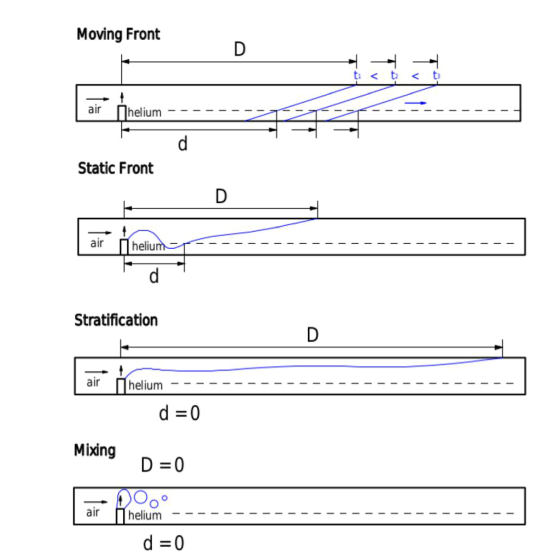 Moving Front
D
t₁ < t₂ < t₃
air
helium
d
Static Front
D
air
helium
d
Stratification
D
air
helium
d = 0
Mixing
D = 0
air
helium
d = 0